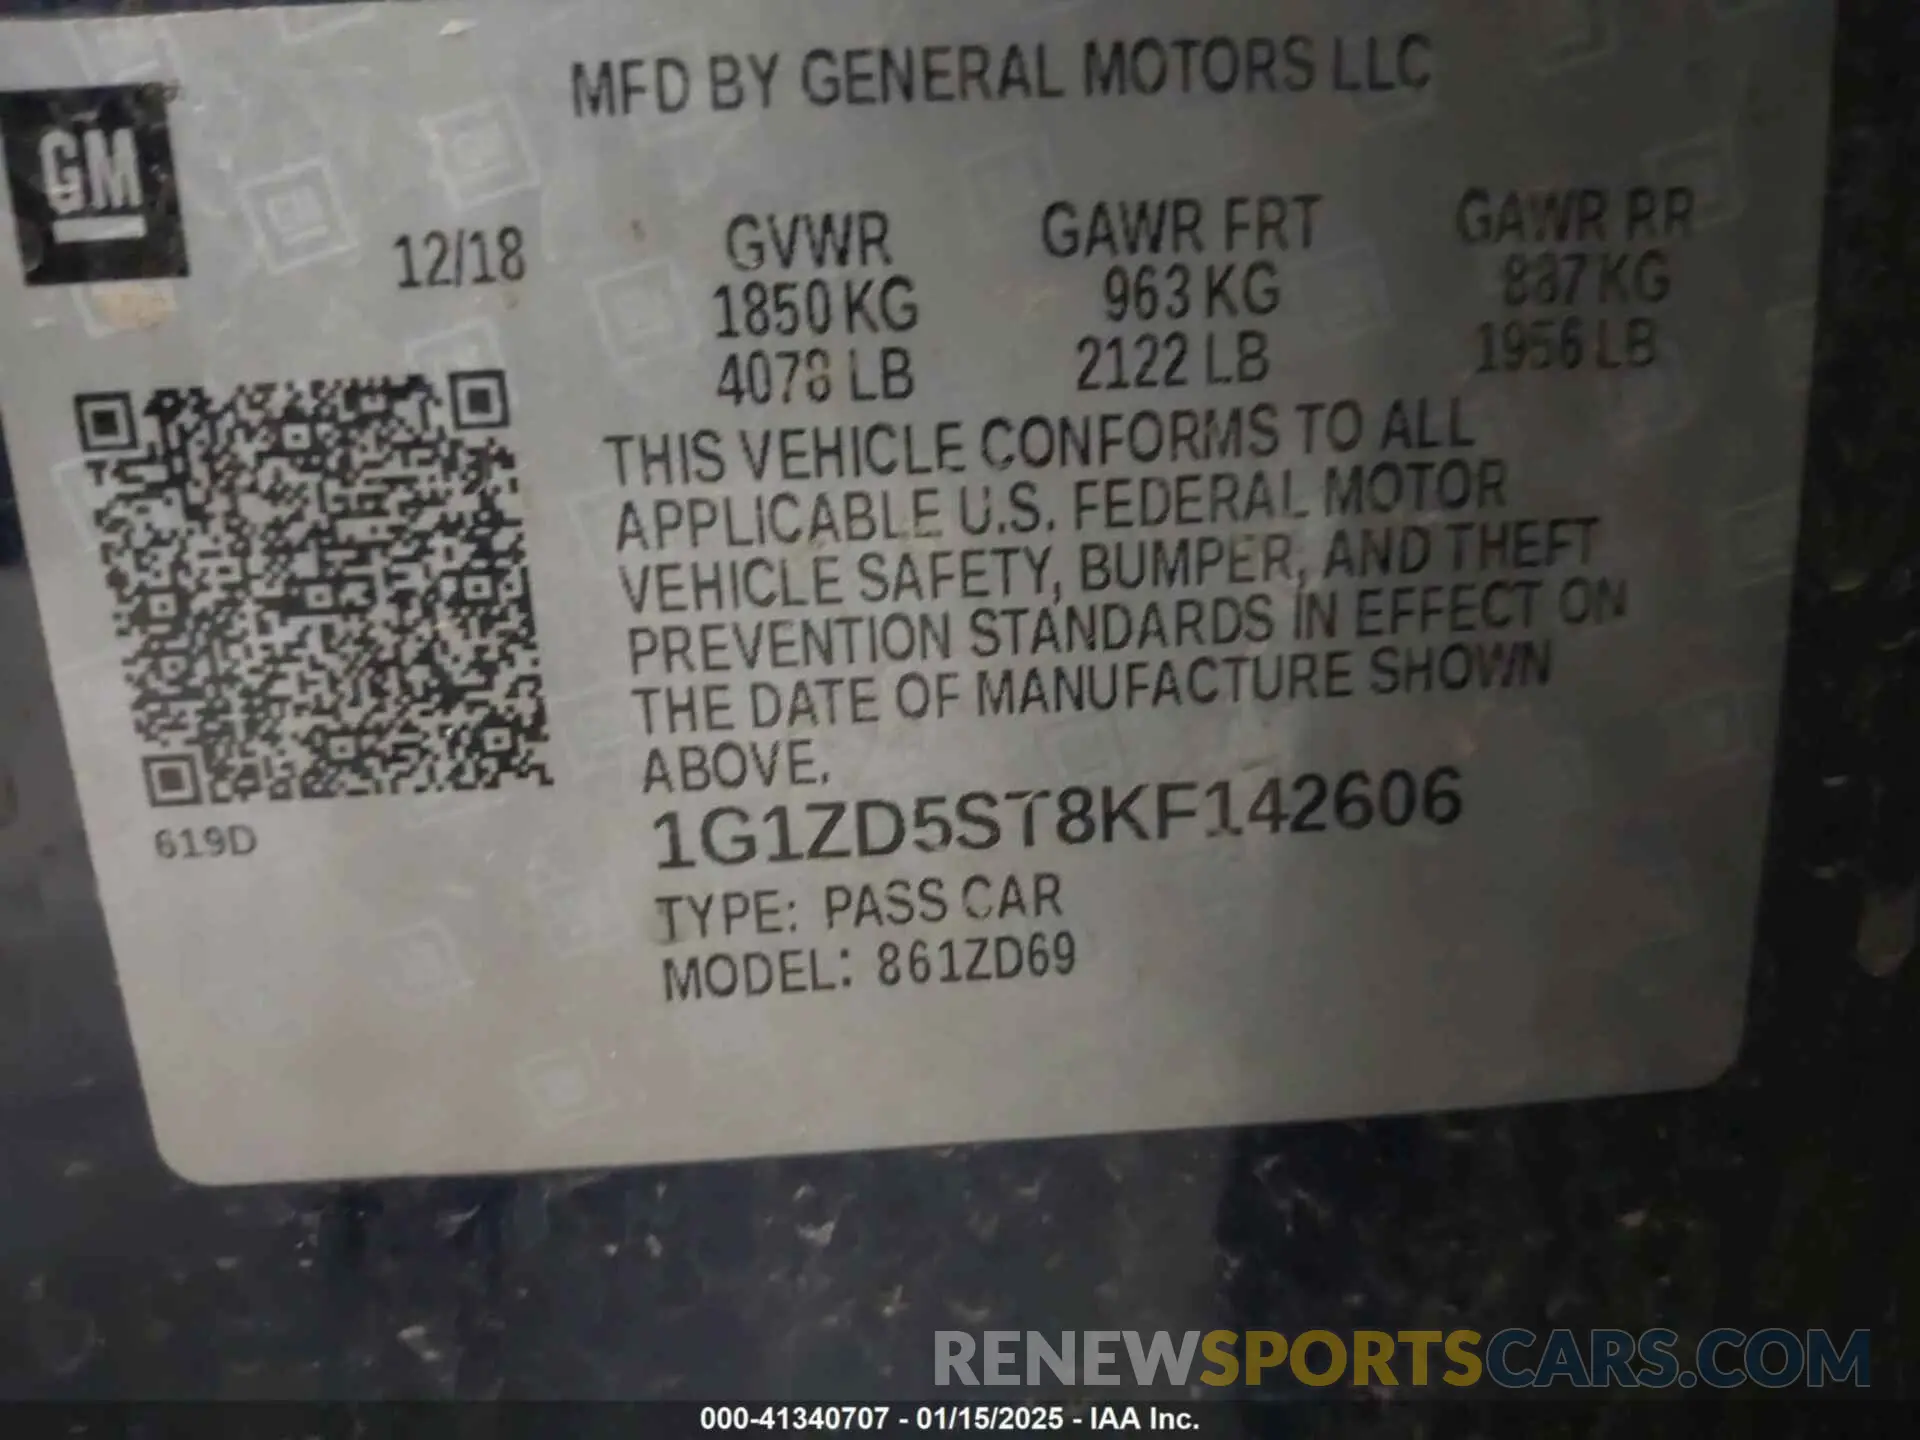 MFD BY GENERAL MOTORS LLC
GM
12/18 GVWR GAWR FRT GAWR RR
1850 KG 963 KG 887 KG
4078 LB 2122 LB 1956 LB
THIS VEHICLE CONFORMS TO ALL
APPLICABLE U.S. FEDERAL MOTOR
VEHICLE SAFETY, BUMPER, AND THEFT
PREVENTION STANDARDS IN EFFECT ON
THE DATE OF MANUFACTURE SHOWN
ABOVE.
1G1ZD5ST8KF142606
619D
TYPE: PASS CAR
MODEL: 861ZD69
RENEWSPORTSCARS.COM
000-41340707 - 01/15/2025 - IAA Inc.